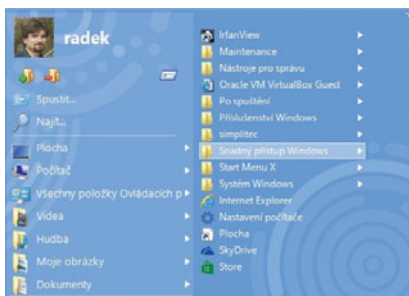 radek
Spustit...
Najít...
Plocha
Počítač
Všechny položky Ovládacích p
Videa
Hudba
Moje obrázky
Dokumenty
IrfanView
Maintenance
Nástroje pro správu
Oracle VM VirtualBox Guest
Po spuštění
Příslušenství Windows
simplitec
Snadný přístup Windows
Start Menu X
Systém Windows
Internet Explorer
Nastavení počítače
Plocha
SkyDrive
Store